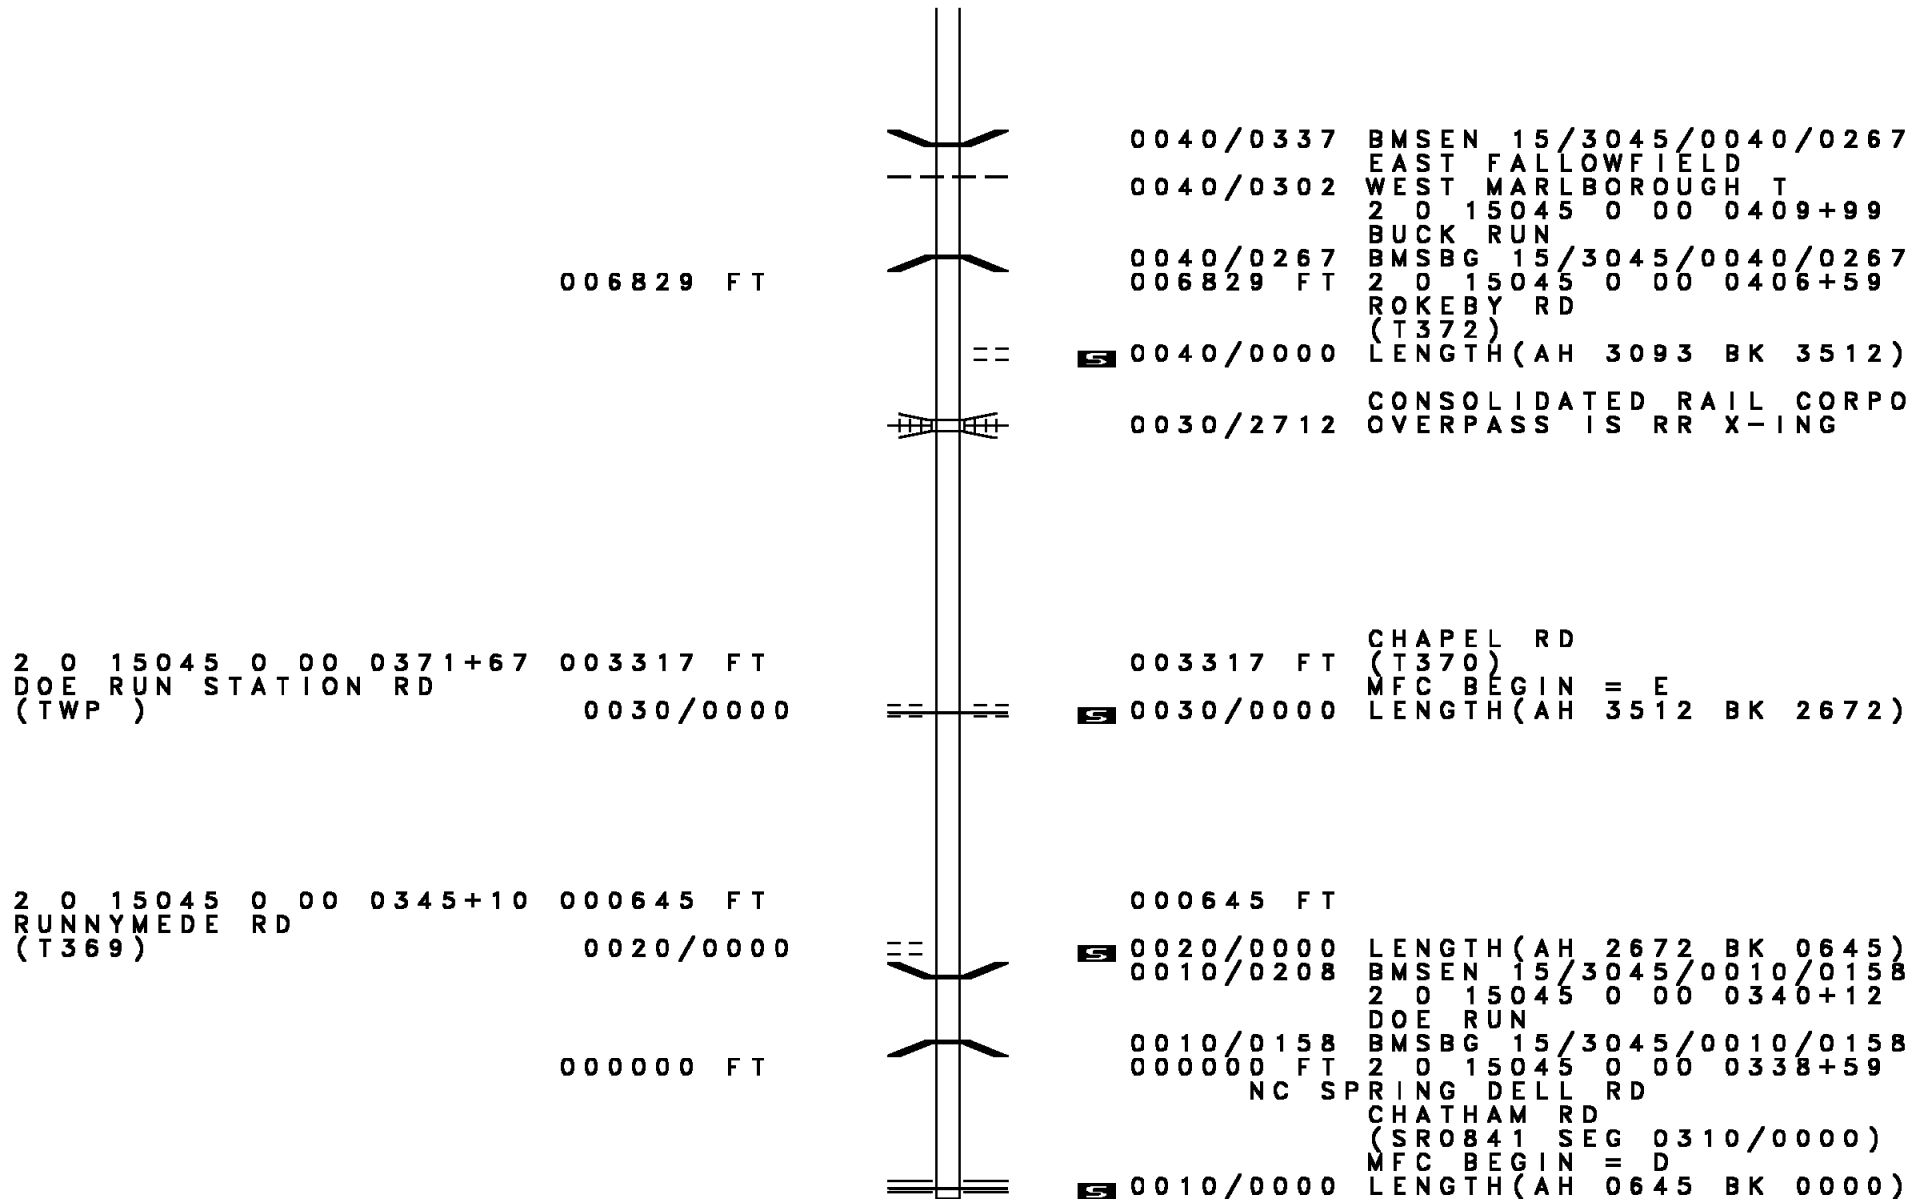 0040/0337 BMSEN 15/3045/0040/0267
EAST FALLOWFIELD
0040/0302 WEST MARLBOROUGH T
2 0 15045 0 00 0409+99
BUCK RUN
0040/0267 BMSBG 15/3045/0040/0267
006829 FT 006829 FT 2 0 15045 0 00 0406+59
ROKEBY RD
(T372)
S 0040/0000 LENGTH(AH 3093 BK 3512)
CONSOLIDATED RAIL CORPO
0030/2712 OVERPASS IS RR X-ING
CHAPEL RD
2 0 15045 0 00 0371+67 003317 FT 003317 FT (T370)
DOE RUN STATION RD MFC BEGIN = E
(TWP ) 0030/0000 S 0030/0000 LENGTH(AH 3512 BK 2672)
2 0 15045 0 00 0345+10 000645 FT 000645 FT
RUNNYMEDE RD
(T369) 0020/0000 S 0020/0000 LENGTH(AH 2672 BK 0645)
0010/0208 BMSEN 15/3045/0010/0158
2 0 15045 0 00 0340+12
DOE RUN
0010/0158 BMSBG 15/3045/0010/0158
000000 FT 000000 FT 2 0 15045 0 00 0338+59
NC SPRING DELL RD
CHATHAM RD
(SR0841 SEG 0310/0000)
MFC BEGIN = D
S 0010/0000 LENGTH(AH 0645 BK 0000)